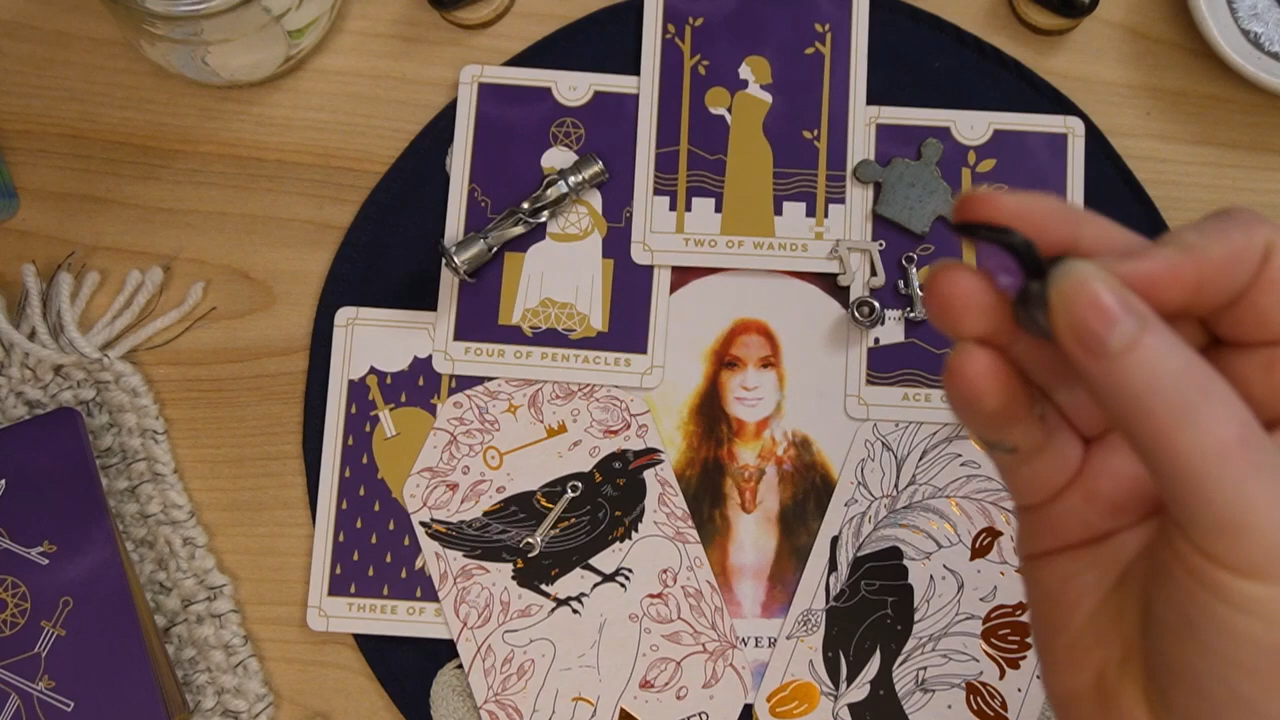 IV
TWO OF WANDS
I
FOUR OF PENTACLES
ACE
THREE OF S
WER